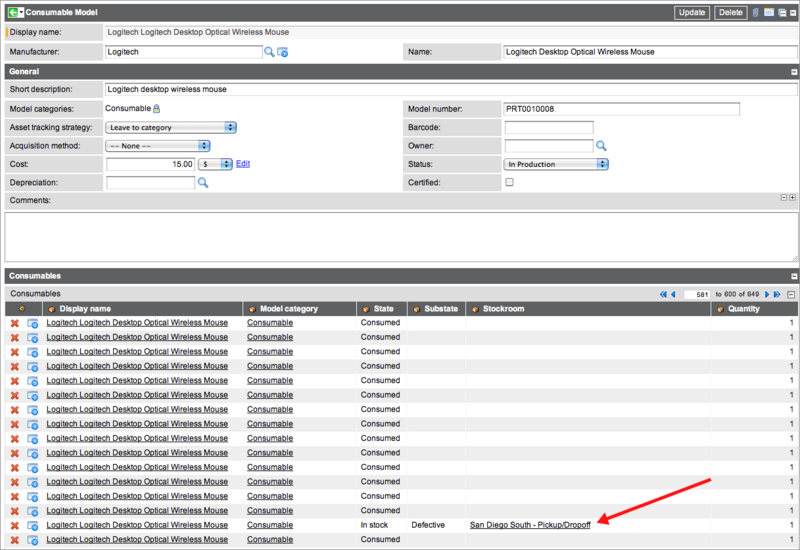 Consumable Model Update Delete
Display name: Logitech Logitech Desktop Optical Wireless Mouse
Manufacturer: Logitech Name: Logitech Desktop Optical Wireless Mouse
General
Short description: Logitech desktop wireless mouse
Model categories: Consumable Model number: PRT0010008
Asset tracking strategy: Leave to category Barcode:
Acquisition method: -- None -- Owner:
Cost: 15.00 $ Edit Status: In Production
Depreciation: Certified:
Comments:
Consumables
Consumables 581 to 600 of 649
Display name Model category State Substate Stockroom Quantity
Logitech Logitech Desktop Optical Wireless Mouse Consumable Consumed 1
Logitech Logitech Desktop Optical Wireless Mouse Consumable Consumed 1
Logitech Logitech Desktop Optical Wireless Mouse Consumable Consumed 1
Logitech Logitech Desktop Optical Wireless Mouse Consumable Consumed 1
Logitech Logitech Desktop Optical Wireless Mouse Consumable Consumed 1
Logitech Logitech Desktop Optical Wireless Mouse Consumable Consumed 1
Logitech Logitech Desktop Optical Wireless Mouse Consumable Consumed 1
Logitech Logitech Desktop Optical Wireless Mouse Consumable Consumed 1
Logitech Logitech Desktop Optical Wireless Mouse Consumable Consumed 1
Logitech Logitech Desktop Optical Wireless Mouse Consumable Consumed 1
Logitech Logitech Desktop Optical Wireless Mouse Consumable Consumed 1
Logitech Logitech Desktop Optical Wireless Mouse Consumable Consumed 1
Logitech Logitech Desktop Optical Wireless Mouse Consumable Consumed 1
Logitech Logitech Desktop Optical Wireless Mouse Consumable Consumed 1
Logitech Logitech Desktop Optical Wireless Mouse Consumable In stock Defective San Diego South - Pickup/Dropoff 1
Logitech Logitech Desktop Optical Wireless Mouse Consumable Consumed 1